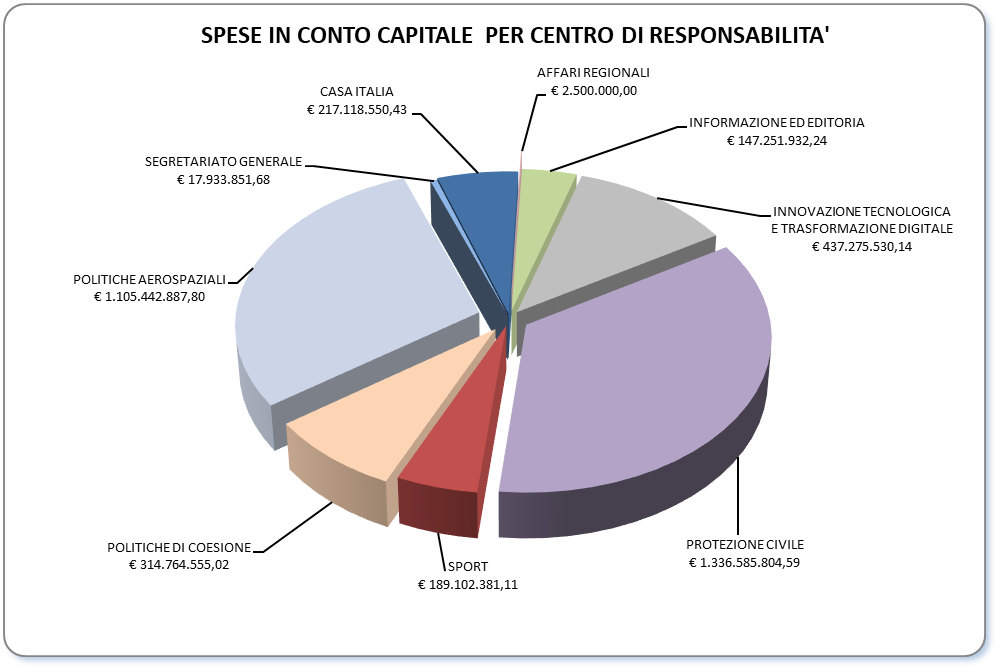 SPESE IN CONTO CAPITALE  PER CENTRO DI RESPONSABILITA'
AFFARI REGIONALI
€ 2.500.000,00
CASA ITALIA
€ 217.118.550,43
INFORMAZIONE ED EDITORIA
€ 147.251.932,24
SEGRETARIATO GENERALE
€ 17.933.851,68
INNOVAZIONE TECNOLOGICA
E TRASFORMAZIONE DIGITALE
€ 437.275.530,14
POLITICHE AEROSPAZIALI
€ 1.105.442.887,80
POLITICHE DI COESIONE
€ 314.764.555,02
SPORT
€ 189.102.381,11
PROTEZIONE CIVILE
€ 1.336.585.804,59